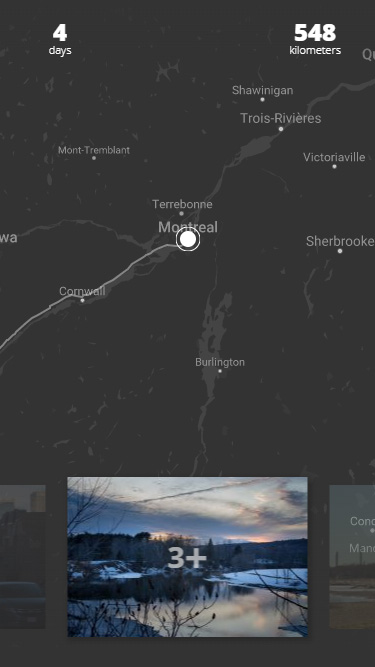 4
days
548
kilometers
Shawinigan
Trois-Rivières
Mont-Tremblant
Victoriaville
Terrebonne
Montreal
Sherbrooke
Cornwall
Burlington
3+